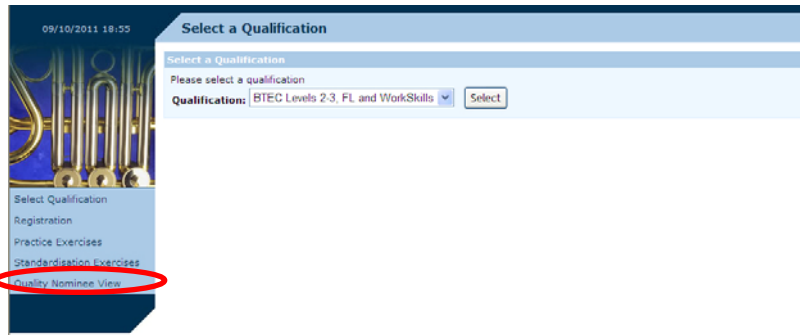 09/10/2011 18:55
Select a Qualification
Select a Qualification
Please select a qualification
Qualification: BTEC Levels 2-3, FL and WorkSkills Select
Select Qualification
Registration
Practice Exercises
Standardisation Exercises
Quality Nominee View